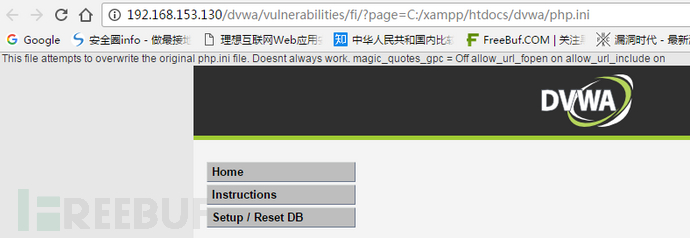 192.168.153.130/dvwa/vulnerabilities/fi/?page=C:/xampp/htdocs/dvwa/php.ini
Google 安全圈info - 做最接地 理想互联网Web应用安 知 中华人民共和国内比较 FreeBuf.COM | 关注黑 漏洞时代 - 最新漏
This file attempts to overwrite the original php.ini file. Doesnt always work. magic_quotes_gpc = Off allow_url_fopen on allow_url_include on
DVWA
Home
Instructions
Setup / Reset DB
FREEBUF